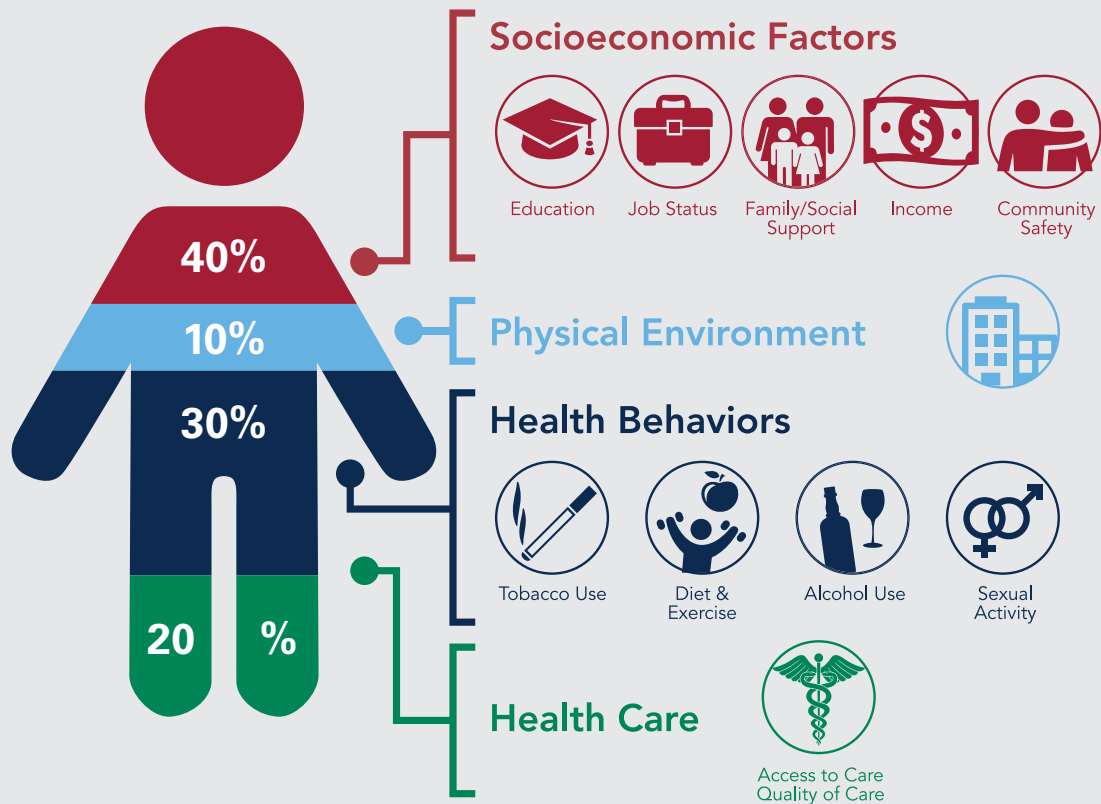 Socioeconomic Factors
Education
Job Status
Family/Social
Support
Income
Community
Safety
40%
10%
Physical Environment
30%
Health Behaviors
Tobacco Use
Diet &
Exercise
Alcohol Use
Sexual
Activity
20 %
Health Care
Access to Care
Quality of Care